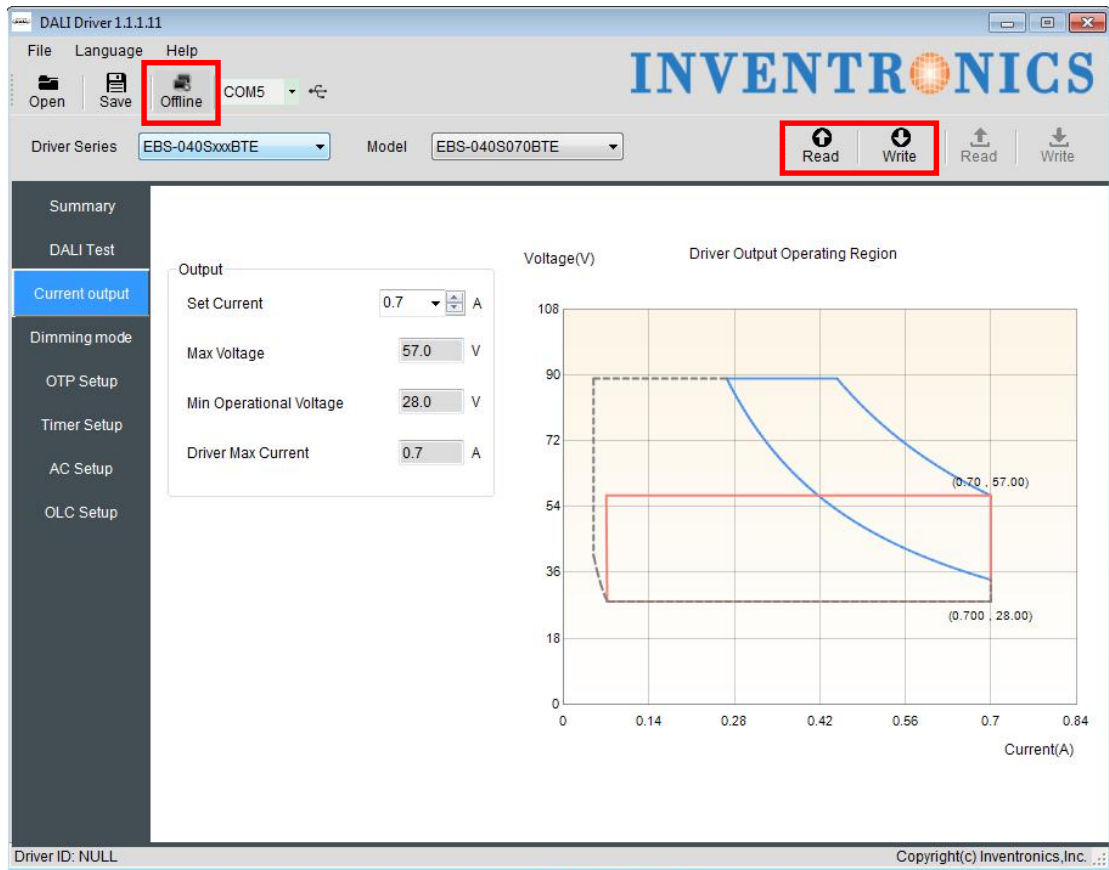 DALI Driver 1.1.1.11
File Language Help
INVENTRONICS
Open Save Offline COM5
Driver Series EBS-040SxxxBTE Model EBS-040S070BTE Read Write Read Write
Summary
DALI Test
Current output
Dimming mode
OTP Setup
Timer Setup
AC Setup
OLC Setup
Output
Set Current 0.7 A
Max Voltage 57.0 V
Min Operational Voltage 28.0 V
Driver Max Current 0.7 A
Voltage(V) Driver Output Operating Region
108
90
72
(0.70 , 57.00)
54
36
(0.700 , 28.00)
18
0
0 0.14 0.28 0.42 0.56 0.7 0.84
Current(A)
Driver ID: NULL Copyright(c) Inventronics,Inc.